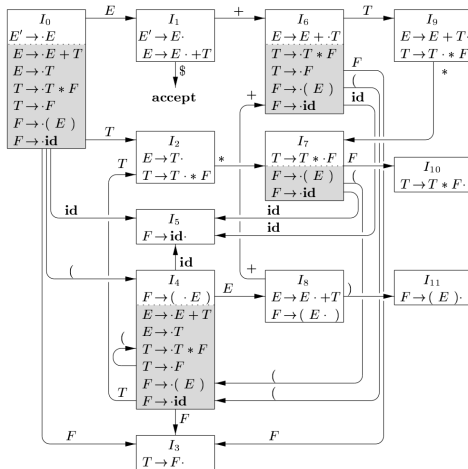 I₀
E′ → ·E
E → ·E + T
E → ·T
T → ·T * F
T → ·F
F → ·( E )
F → ·id
E
I₁
E′ → E·
E → E · +T
$
accept
+
I₆
E → E + ·T
T → ·T * F
T → ·F
F → ·( E )
F → ·id
T
I₉
E → E + T·
T → T · *F
*
F
(
id
+
T
T
I₂
E → T·
T → T · *F
*
I₇
T → T * ·F
F → ·( E )
F → ·id
F
(
I₁₀
T → T * F·
id
I₅
F → id·
id
id
id
(
I₄
F → ( ·E )
E → ·E + T
E → ·T
T → ·T * F
T → ·F
F → ·( E )
F → ·id
(
T
E
+
I₈
E → E · +T
F → (E · )
)
I₁₁
F → ( E )·
(
(
F
F
I₃
T → F·
F